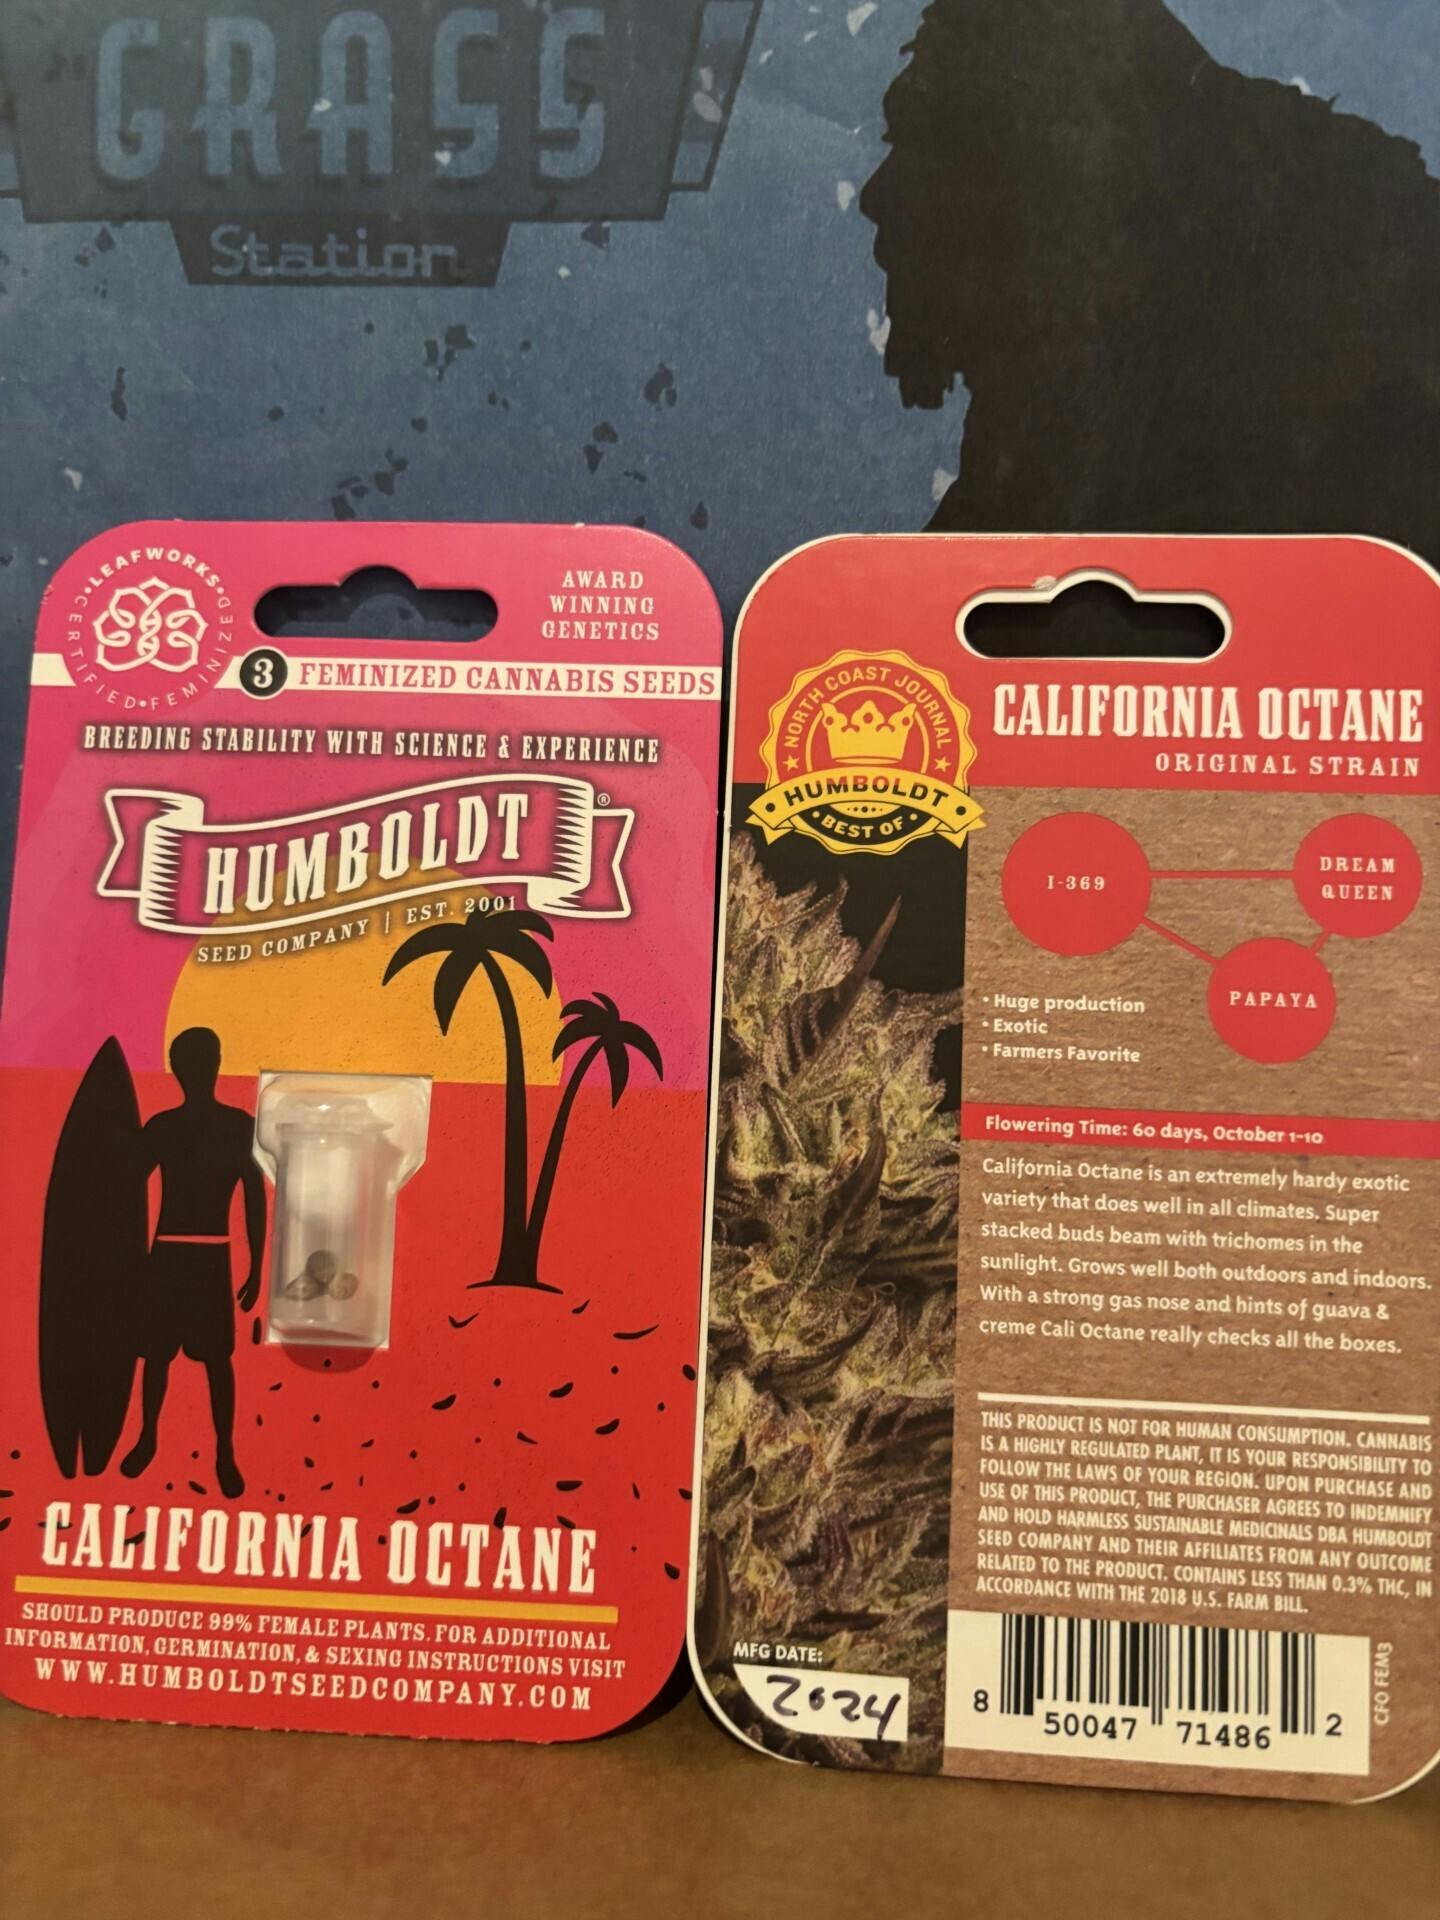 GRASS
Station
LEAFWORKS
CERTIFIED • FEMINIZED
AWARD
WINNING
GENETICS
3 FEMINIZED CANNABIS SEEDS
BREEDING STABILITY WITH SCIENCE & EXPERIENCE
HUMBOLDT®
SEED COMPANY | EST. 2001
CALIFORNIA OCTANE
SHOULD PRODUCE 99% FEMALE PLANTS. FOR ADDITIONAL
INFORMATION, GERMINATION, & SEXING INSTRUCTIONS VISIT
WWW.HUMBOLDTSEEDCOMPANY.COM
★ NORTH COAST JOURNAL ★
HUMBOLDT
BEST OF
CALIFORNIA OCTANE
ORIGINAL STRAIN
I-369
DREAM
QUEEN
PAPAYA
• Huge production
• Exotic
• Farmers Favorite
Flowering Time: 60 days, October 1-10
California Octane is an extremely hardy exotic
variety that does well in all climates. Super
stacked buds beam with trichomes in the
sunlight. Grows well both outdoors and indoors.
With a strong gas nose and hints of guava &
creme Cali Octane really checks all the boxes.
THIS PRODUCT IS NOT FOR HUMAN CONSUMPTION. CANNABIS
IS A HIGHLY REGULATED PLANT, IT IS YOUR RESPONSIBILITY TO
FOLLOW THE LAWS OF YOUR REGION. UPON PURCHASE AND
USE OF THIS PRODUCT, THE PURCHASER AGREES TO INDEMNIFY
AND HOLD HARMLESS SUSTAINABLE MEDICINALS DBA HUMBOLDT
SEED COMPANY AND THEIR AFFILIATES FROM ANY OUTCOME
RELATED TO THE PRODUCT. CONTAINS LESS THAN 0.3% THC, IN
ACCORDANCE WITH THE 2018 U.S. FARM BILL.
MFG DATE:
2024
8 50047 71486 2
CFO FEM3